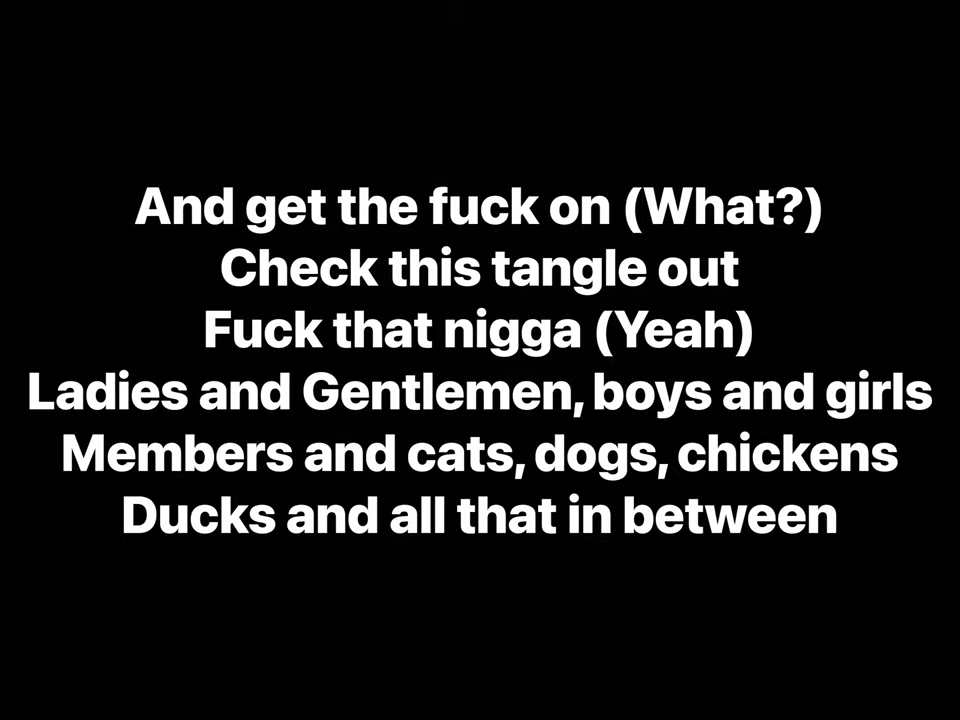 And get the fuck on (What?)
Check this tangle out
Fuck that nigga (Yeah)
Ladies and Gentlemen, boys and girls
Members and cats, dogs, chickens
Ducks and all that in between